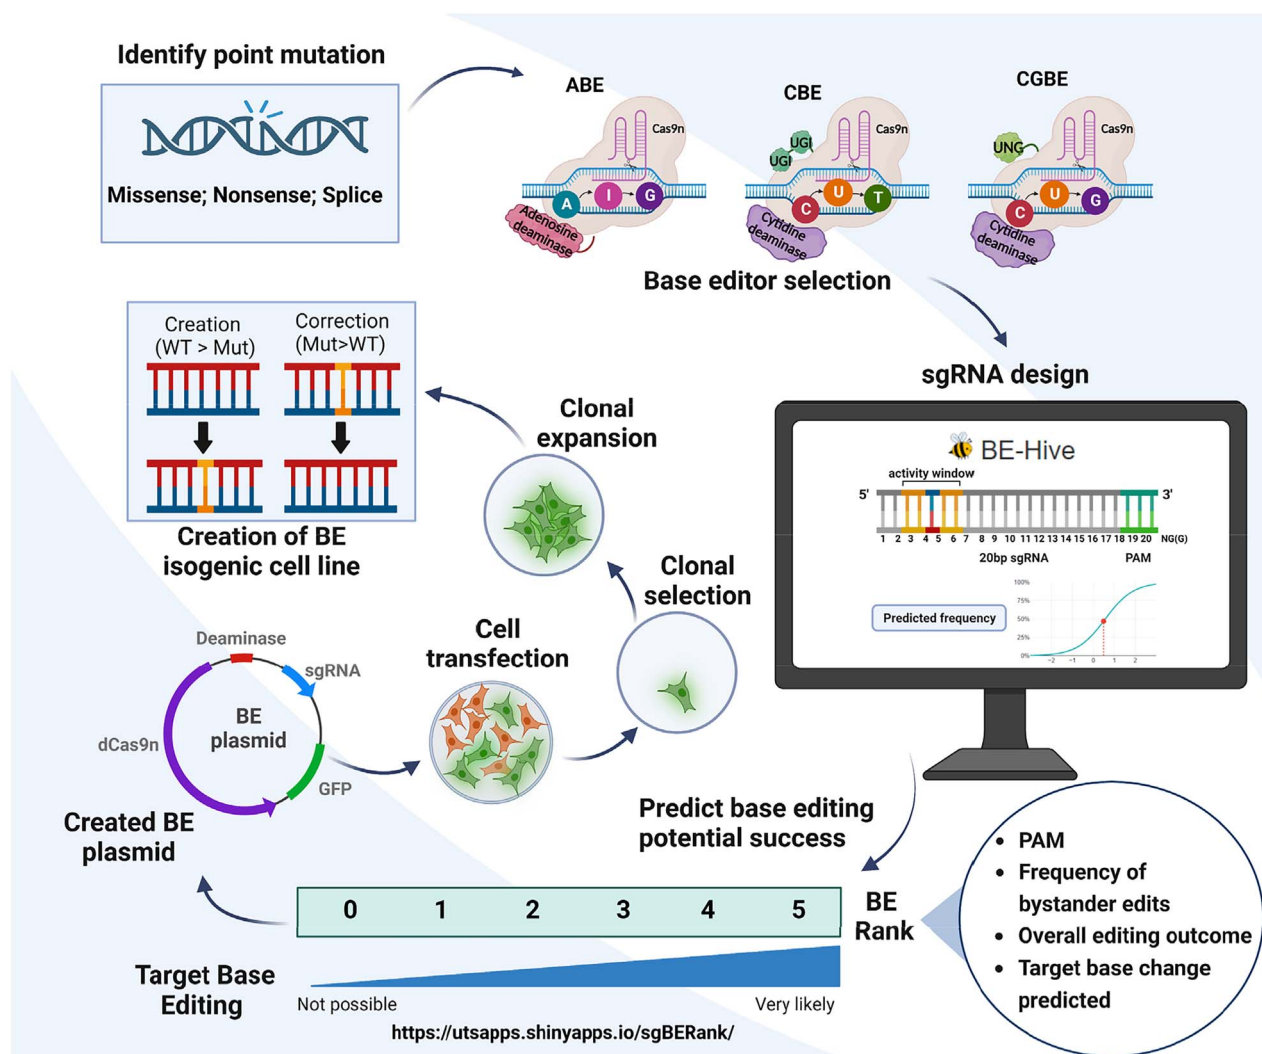 Identify point mutation
Missense; Nonsense; Splice
ABE
Cas9n
A
I
G
Adenosine
deaminase
CBE
UGI
UGI
Cas9n
C
U
T
Cytidine
deaminase
CGBE
UNG
Cas9n
C
U
G
Cytidine
deaminase
Base editor selection
sgRNA design
BE-Hive
activity window
5'
3'
1 2 3 4 5 6 7 8 9 10 11 12 13 14 15 16 17 18 19 20 NG(G)
20bp sgRNA
PAM
Predicted frequency
100%
75%
50%
25%
0%
−2 −1 0 1 2
Creation
(WT > Mut)
Correction
(Mut>WT)
Creation of BE
isogenic cell line
Clonal
expansion
Clonal
selection
Cell
transfection
Deaminase
sgRNA
BE
plasmid
dCas9n
GFP
Created BE
plasmid
Predict base editing
potential success
0 1 2 3 4 5
BE
Rank
• PAM
• Frequency of
bystander edits
• Overall editing outcome
• Target base change
predicted
Target Base
Editing
Not possible
Very likely
https://utsapps.shinyapps.io/sgBERank/